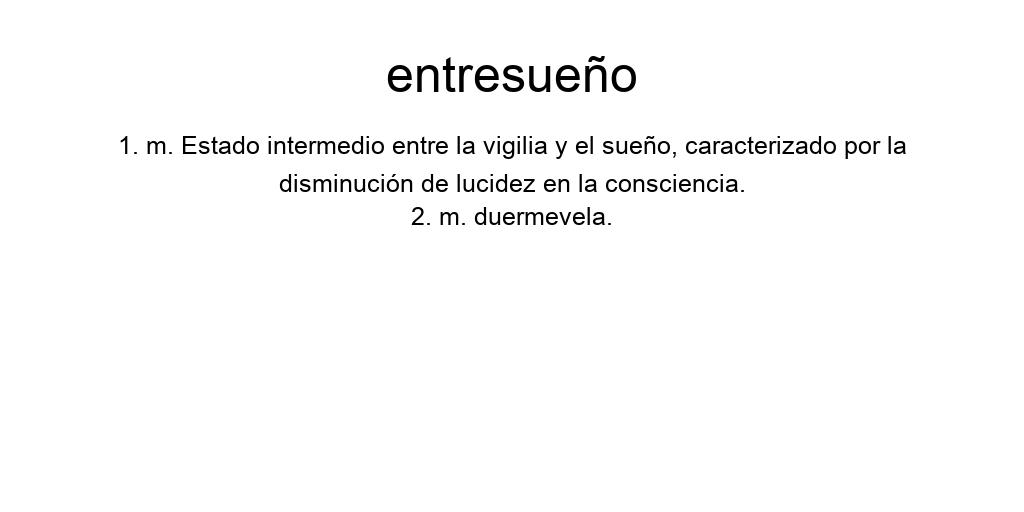 entresueño
1. m. Estado intermedio entre la vigilia y el sueño, caracterizado por la
disminución de lucidez en la consciencia.
2. m. duermevela.